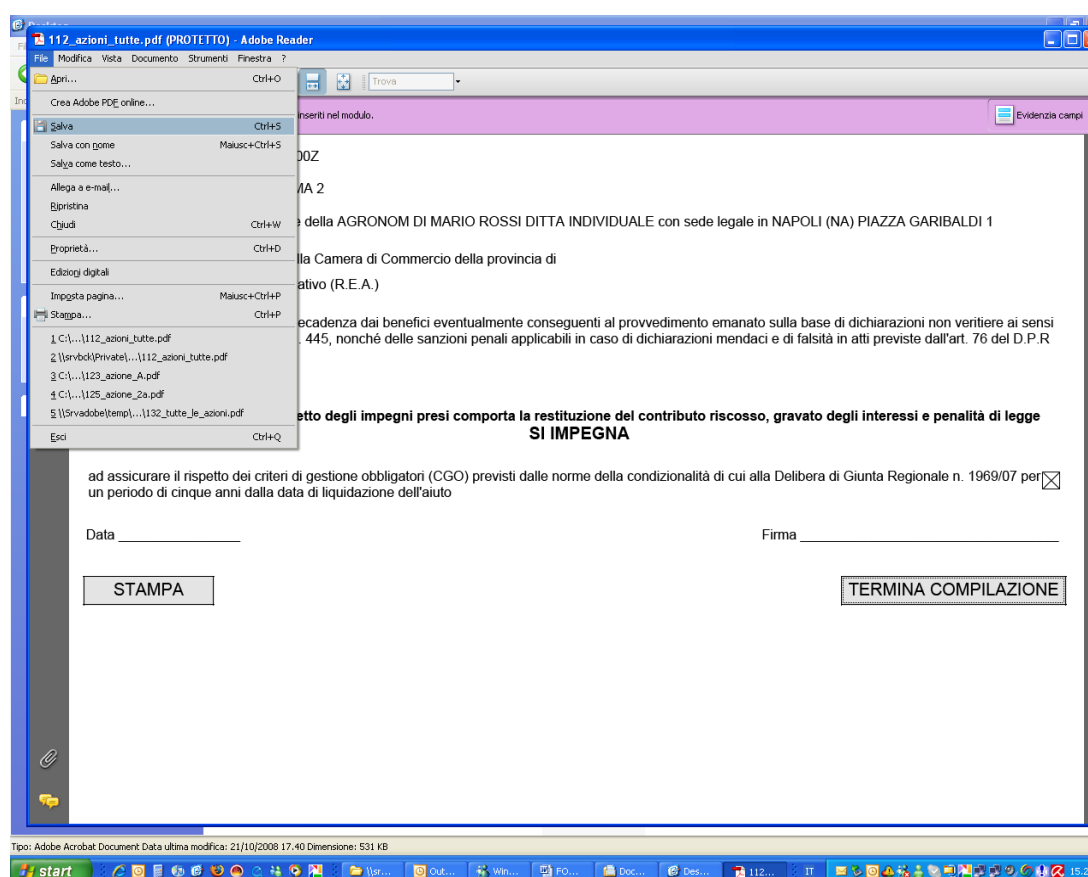 112_azioni_tutte.pdf (PROTETTO) - Adobe Reader
File Modifica Vista Documento Strumenti Finestra ?
Apri... Ctrl+O
Trova
Crea Adobe PDF online...
inseriti nel modulo.
Evidenzia campi
Salva Ctrl+S
Salva con nome Maiusc+Ctrl+S
Salva come testo...
00Z
Allega a e-mail...
MA 2
Ripristina
Chiudi Ctrl+W
e della AGRONOM DI MARIO ROSSI DITTA INDIVIDUALE con sede legale in NAPOLI (NA) PIAZZA GARIBALDI 1
Proprietà... Ctrl+D
lla Camera di Commercio della provincia di
Edizioni digitali
ativo (R.E.A.)
Imposta pagina... Maiusc+Ctrl+P
Stampa... Ctrl+P
ecadenza dai benefici eventualmente conseguenti al provvedimento emanato sulla base di dichiarazioni non veritiere ai sensi
. 445, nonché delle sanzioni penali applicabili in caso di dichiarazioni mendaci e di falsità in atti previste dall'art. 76 del D.P.R
1 C:\...\112_azioni_tutte.pdf
2 \\srvbck\Private\...\112_azioni_tutte.pdf
3 C:\...\123_azione_A.pdf
4 C:\...\125_azione_2a.pdf
5 \\Srvadobe\temp\...\132_tutte_le_azioni.pdf
etto degli impegni presi comporta la restituzione del contributo riscosso, gravato degli interessi e penalità di legge
Esci Ctrl+Q
SI IMPEGNA
ad assicurare il rispetto dei criteri di gestione obbligatori (CGO) previsti dalle norme della condizionalità di cui alla Delibera di Giunta Regionale n. 1969/07 per
un periodo di cinque anni dalla data di liquidazione dell'aiuto
Data Firma
STAMPA
TERMINA COMPILAZIONE
Tipo: Adobe Acrobat Document Data ultima modifica: 21/10/2008 17.40 Dimensione: 531 KB
start \\sr... Out... Win... FO... Doc... Des... 112... IT